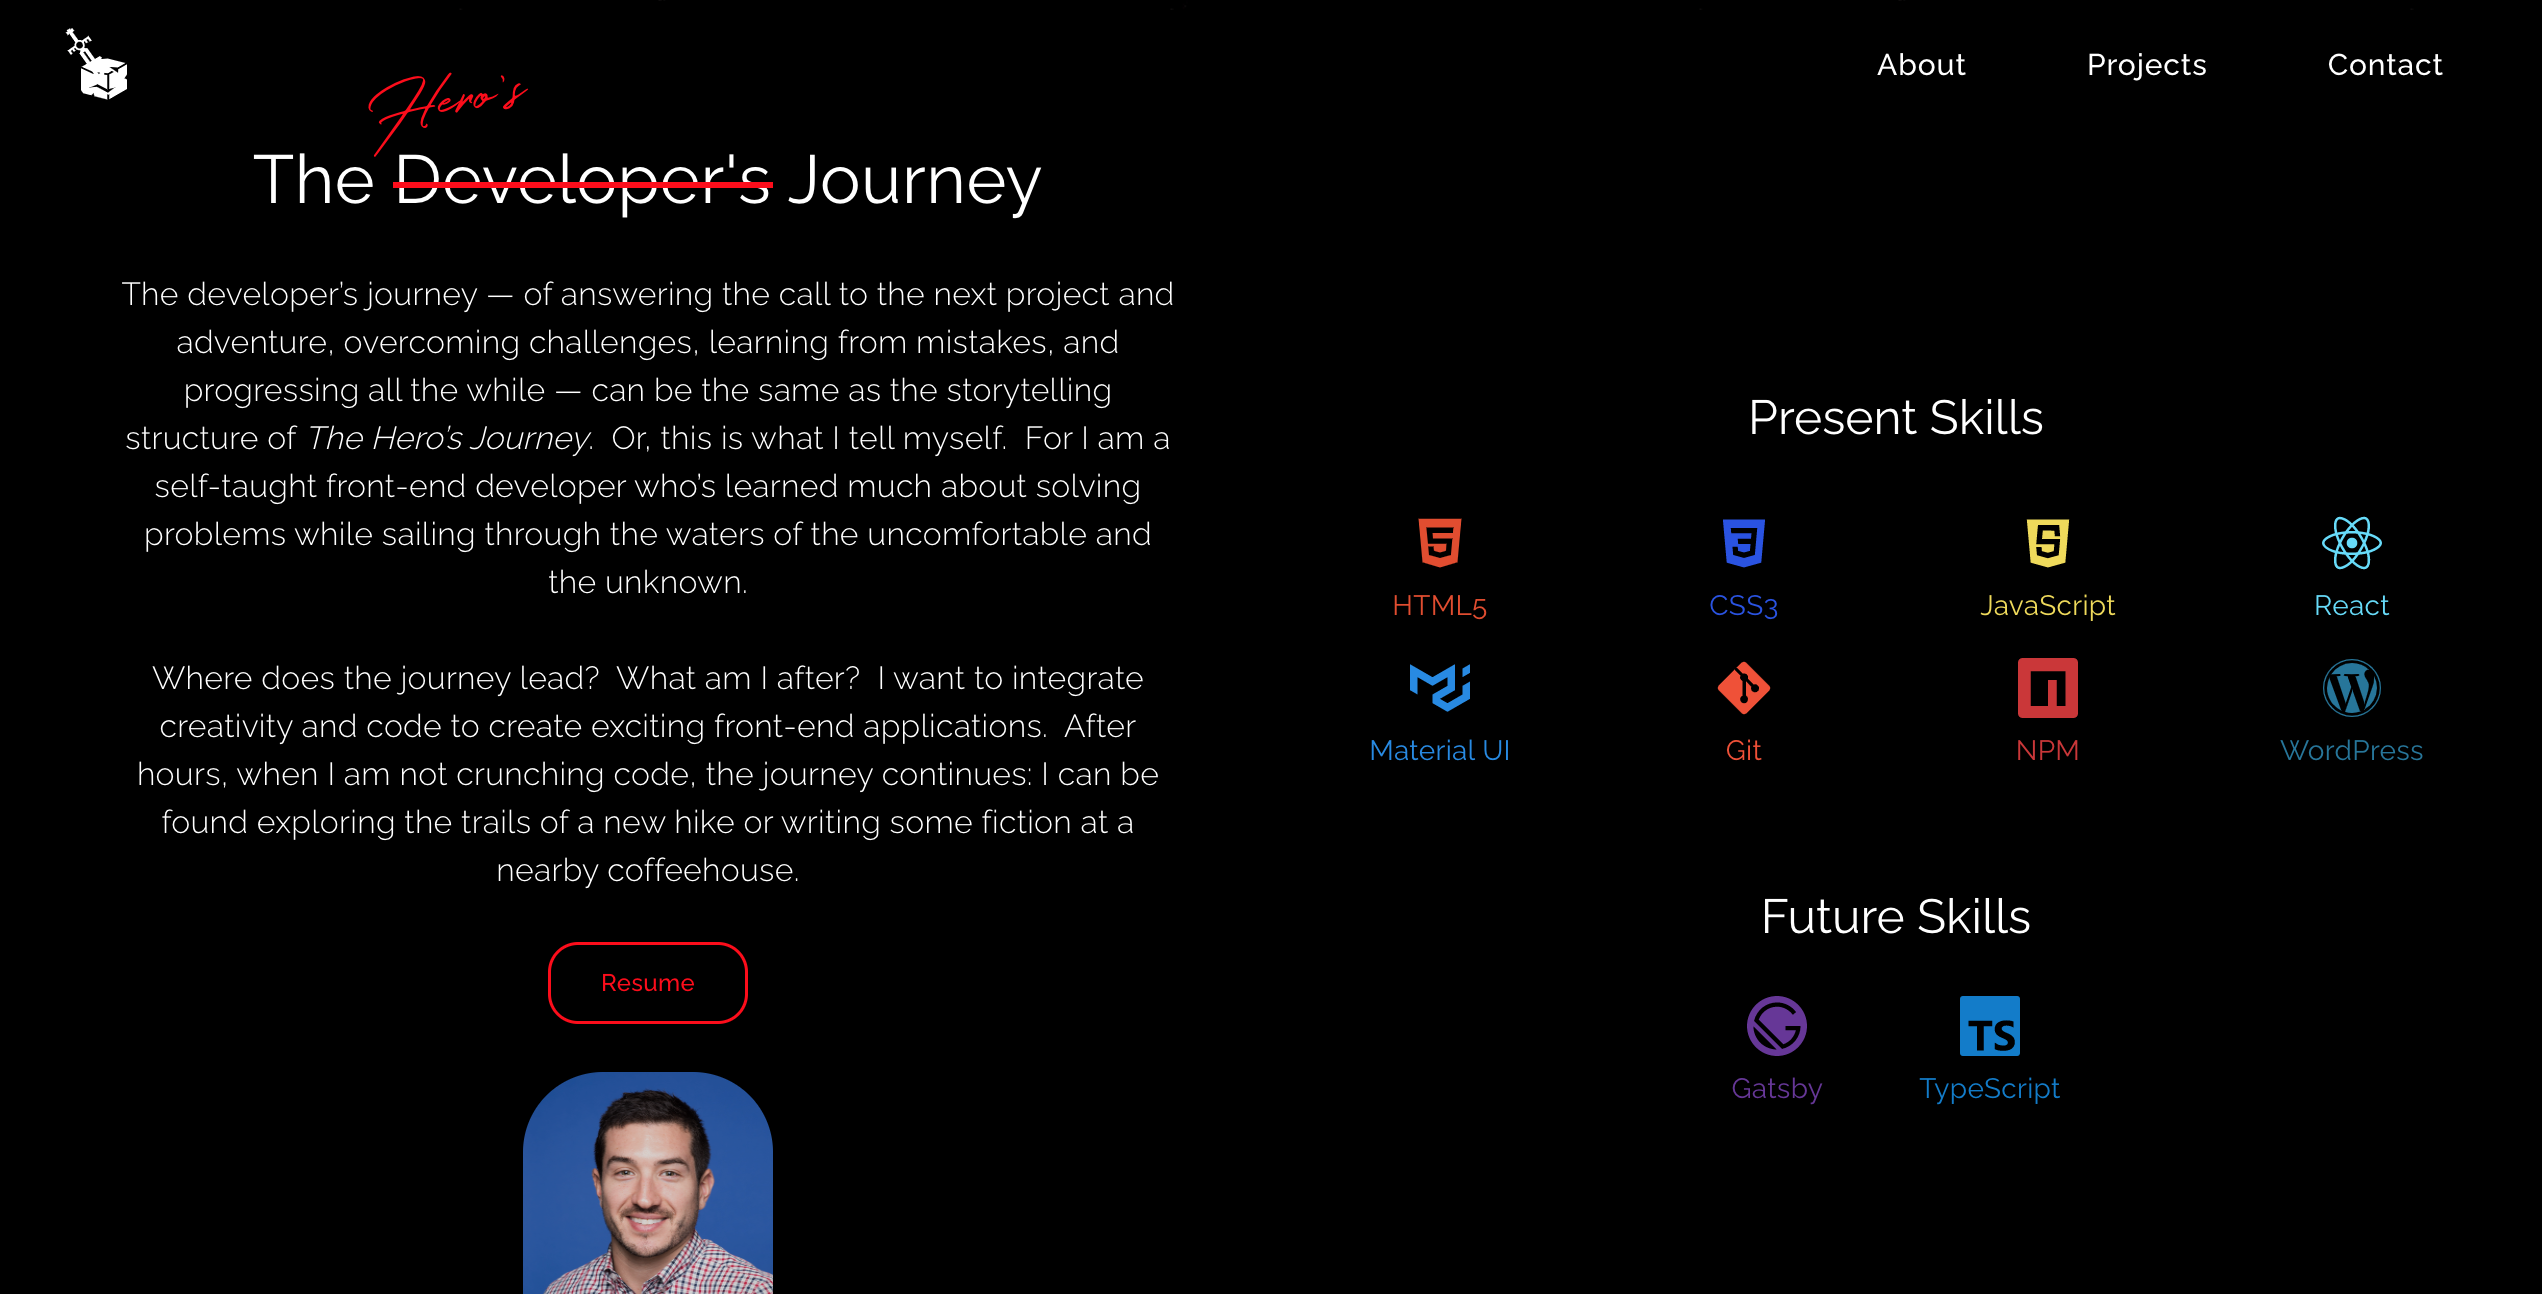 About Projects Contact
Hero's
The Developer's Journey
The developer’s journey — of answering the call to the next project and
adventure, overcoming challenges, learning from mistakes, and
progressing all the while — can be the same as the storytelling
structure of The Hero’s Journey.  Or, this is what I tell myself.  For I am a
self-taught front-end developer who’s learned much about solving
problems while sailing through the waters of the uncomfortable and
the unknown.
Where does the journey lead?  What am I after?  I want to integrate
creativity and code to create exciting front-end applications.  After
hours, when I am not crunching code, the journey continues: I can be
found exploring the trails of a new hike or writing some fiction at a
nearby coffeehouse.
Resume
Present Skills
HTML5 CSS3 JavaScript React
Material UI Git NPM WordPress
Future Skills
TS
Gatsby TypeScript